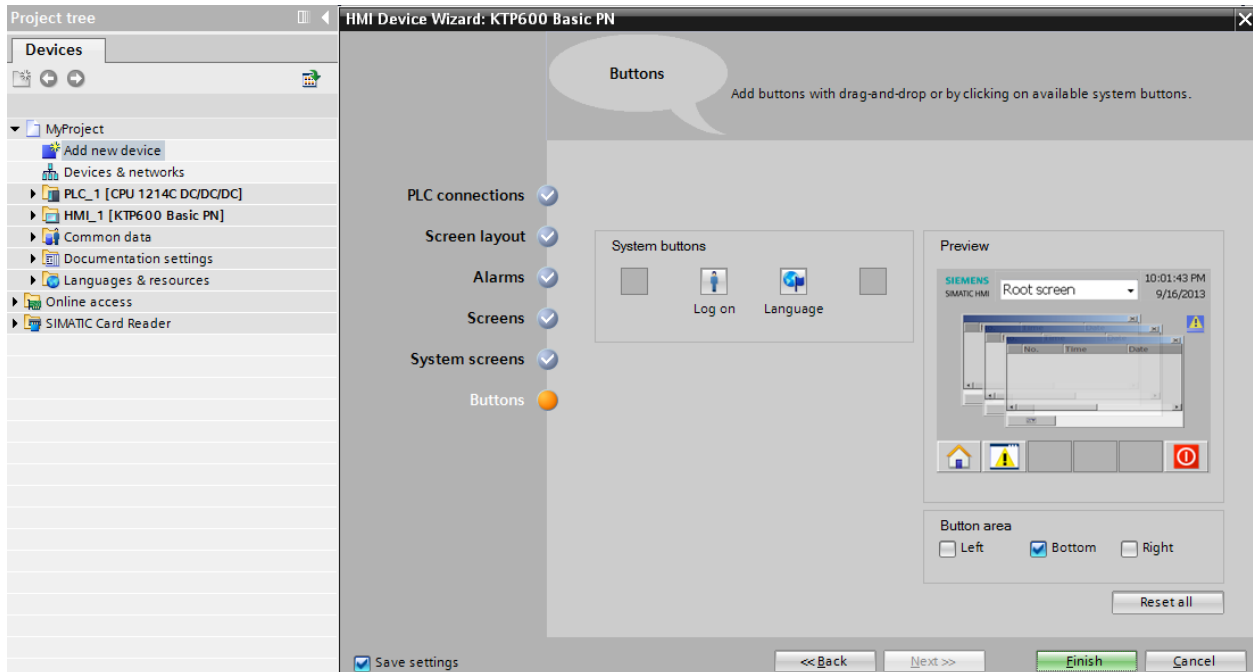 Project tree
Devices
MyProject
Add new device
Devices & networks
PLC_1 [CPU 1214C DC/DC/DC]
HMI_1 [KTP600 Basic PN]
Common data
Documentation settings
Languages & resources
Online access
SIMATIC Card Reader
HMI Device Wizard: KTP600 Basic PN
Buttons
Add buttons with drag-and-drop or by clicking on available system buttons.
PLC connections
Screen layout
Alarms
Screens
System screens
Buttons
System buttons
Log on
Language
Preview
SIEMENS
SIMATIC HMI
Root screen
10:01:43 PM
9/16/2013
No. Time Date
Button area
Left
Bottom
Right
Reset all
Save settings
<< Back
Next >>
Finish
Cancel